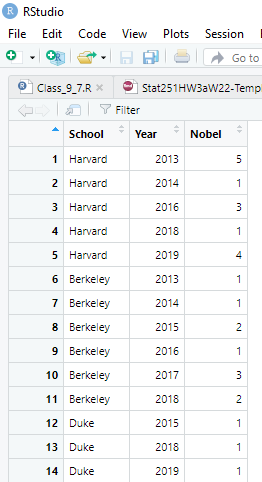 RStudio
File Edit Code View Plots Session
Go to
Class_9_7.R Stat251HW3aW22-Temp
Filter
School Year Nobel
1 Harvard 2013 5
2 Harvard 2014 1
3 Harvard 2016 3
4 Harvard 2018 1
5 Harvard 2019 4
6 Berkeley 2013 1
7 Berkeley 2014 1
8 Berkeley 2015 2
9 Berkeley 2016 1
10 Berkeley 2017 3
11 Berkeley 2018 2
12 Duke 2015 1
13 Duke 2018 1
14 Duke 2019 1